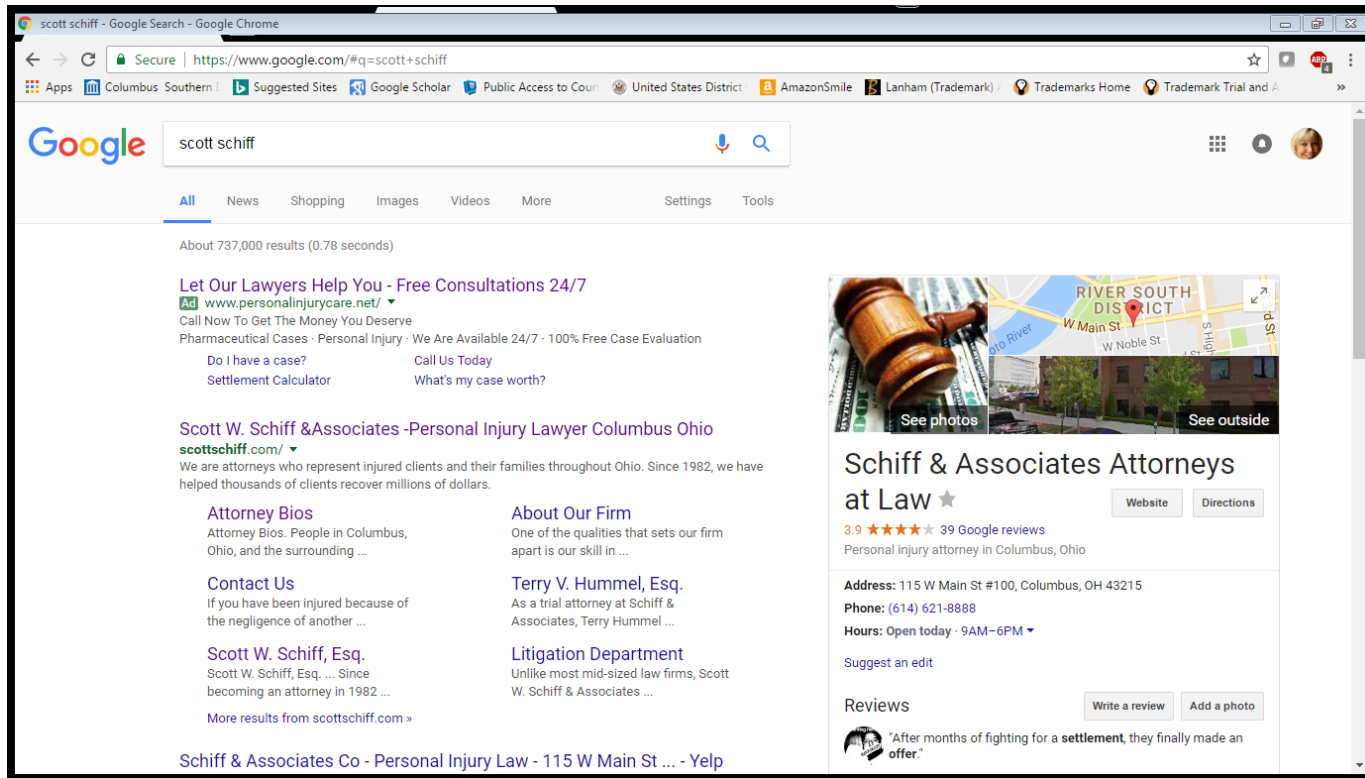 scott schiff - Google Search - Google Chrome
Secure | https://www.google.com/#q=scott+schiff
ABP
4
Apps Columbus Southern Suggested Sites Google Scholar Public Access to Cour United States District AmazonSmile Lanham (Trademark) Trademarks Home Trademark Trial and A »
Google
scott schiff
All News Shopping Images Videos More Settings Tools
About 737,000 results (0.78 seconds)
Let Our Lawyers Help You - Free Consultations 24/7
Ad www.personalinjurycare.net/
Call Now To Get The Money You Deserve
Pharmaceutical Cases · Personal Injury · We Are Available 24/7 · 100% Free Case Evaluation
Do I have a case? Call Us Today
Settlement Calculator What's my case worth?
Scott W. Schiff &Associates -Personal Injury Lawyer Columbus Ohio
scottschiff.com/
We are attorneys who represent injured clients and their families throughout Ohio. Since 1982, we have
helped thousands of clients recover millions of dollars.
Attorney Bios
Attorney Bios. People in Columbus,
Ohio, and the surrounding ...
About Our Firm
One of the qualities that sets our firm
apart is our skill in ...
Contact Us
If you have been injured because of
the negligence of another ...
Terry V. Hummel, Esq.
As a trial attorney at Schiff &
Associates, Terry Hummel ...
Scott W. Schiff, Esq.
Scott W. Schiff, Esq. ... Since
becoming an attorney in 1982 ...
Litigation Department
Unlike most mid-sized law firms, Scott
W. Schiff & Associates ...
More results from scottschiff.com »
Schiff & Associates Co - Personal Injury Law - 115 W Main St ... - Yelp
RIVER SOUTH
DISTRICT
W Main St
W Noble St
S High
S 3rd St
oto River
See photos
See outside
Schiff & Associates Attorneys
at Law
Website Directions
3.9 39 Google reviews
Personal injury attorney in Columbus, Ohio
Address: 115 W Main St #100, Columbus, OH 43215
Phone: (614) 621-8888
Hours: Open today · 9AM–6PM
Suggest an edit
Reviews Write a review Add a photo
"After months of fighting for a settlement, they finally made an
offer."